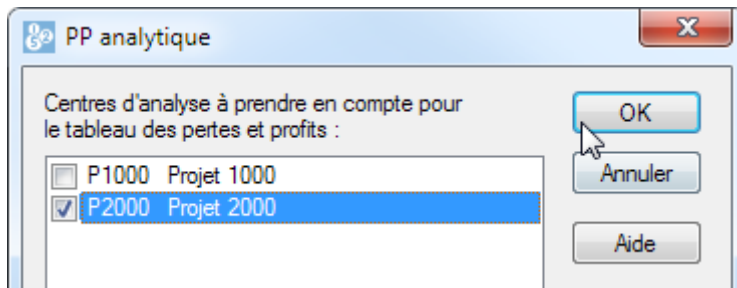 PP analytique
Centres d'analyse à prendre en compte pour
le tableau des pertes et profits :
OK
Annuler
Aide
P1000 Projet 1000
P2000 Projet 2000